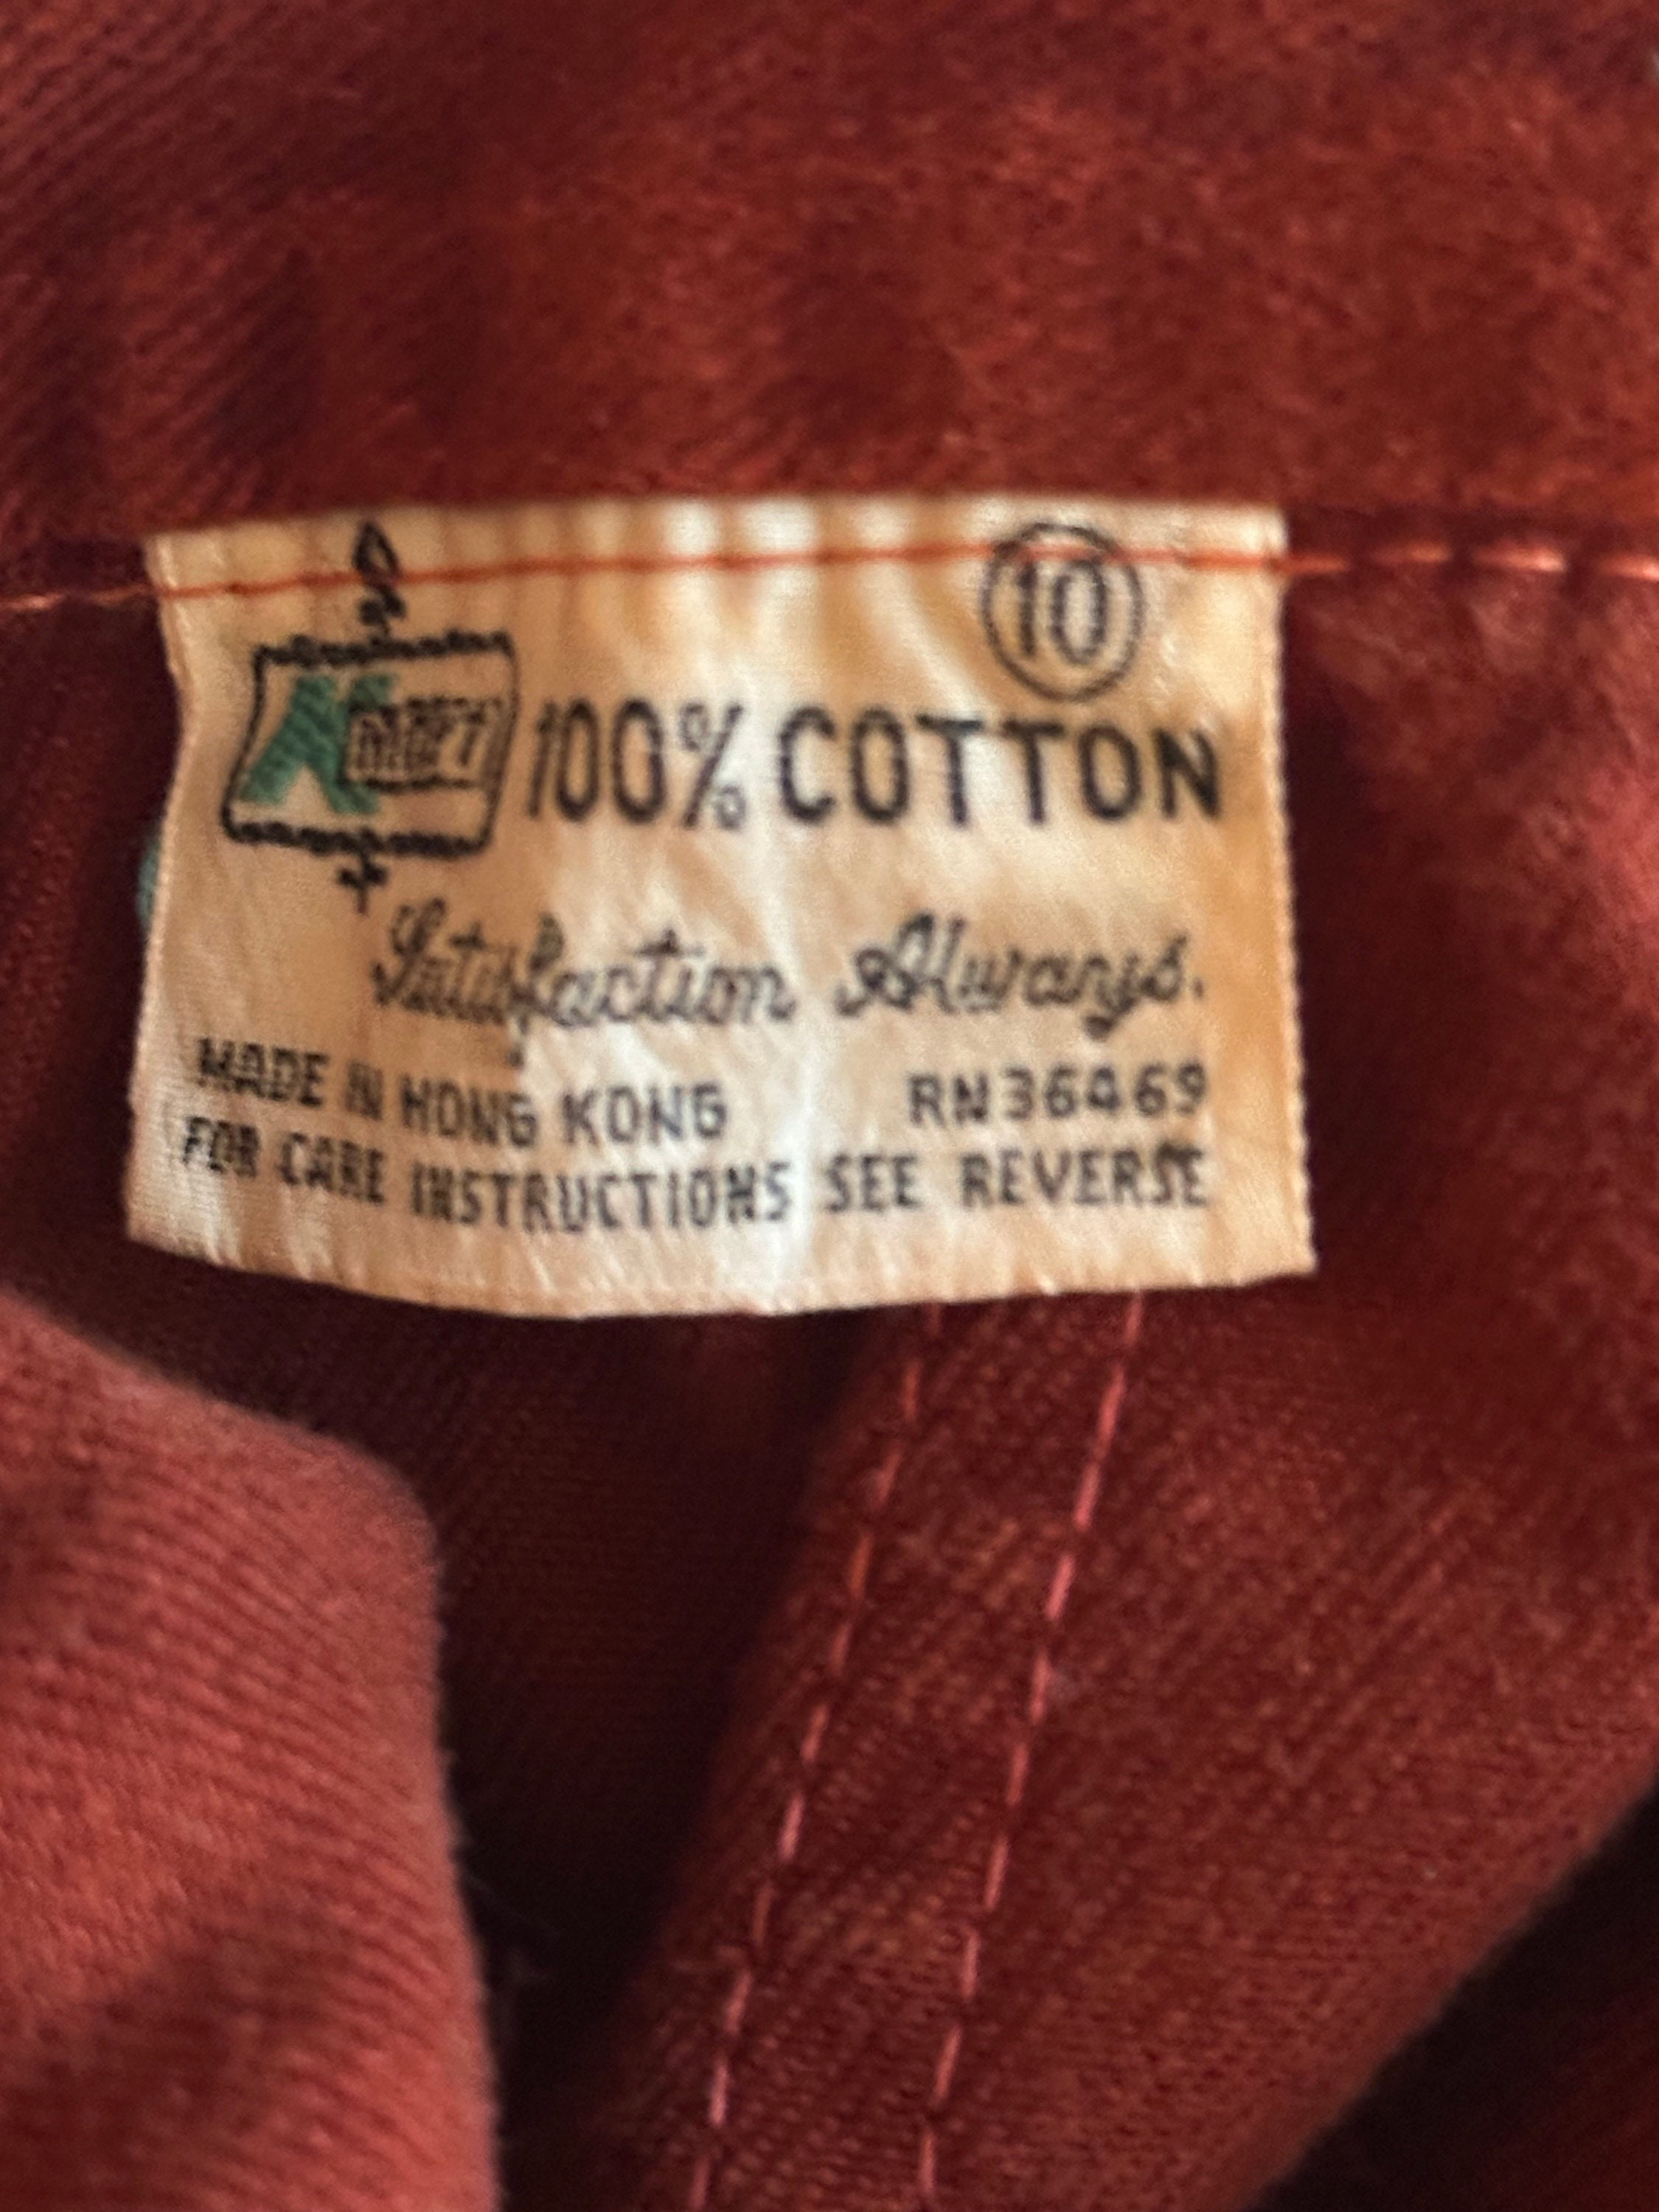 10
Kmart 100% COTTON
Satisfaction Always.
MADE IN HONG KONG RN36469
FOR CARE INSTRUCTIONS SEE REVERSE